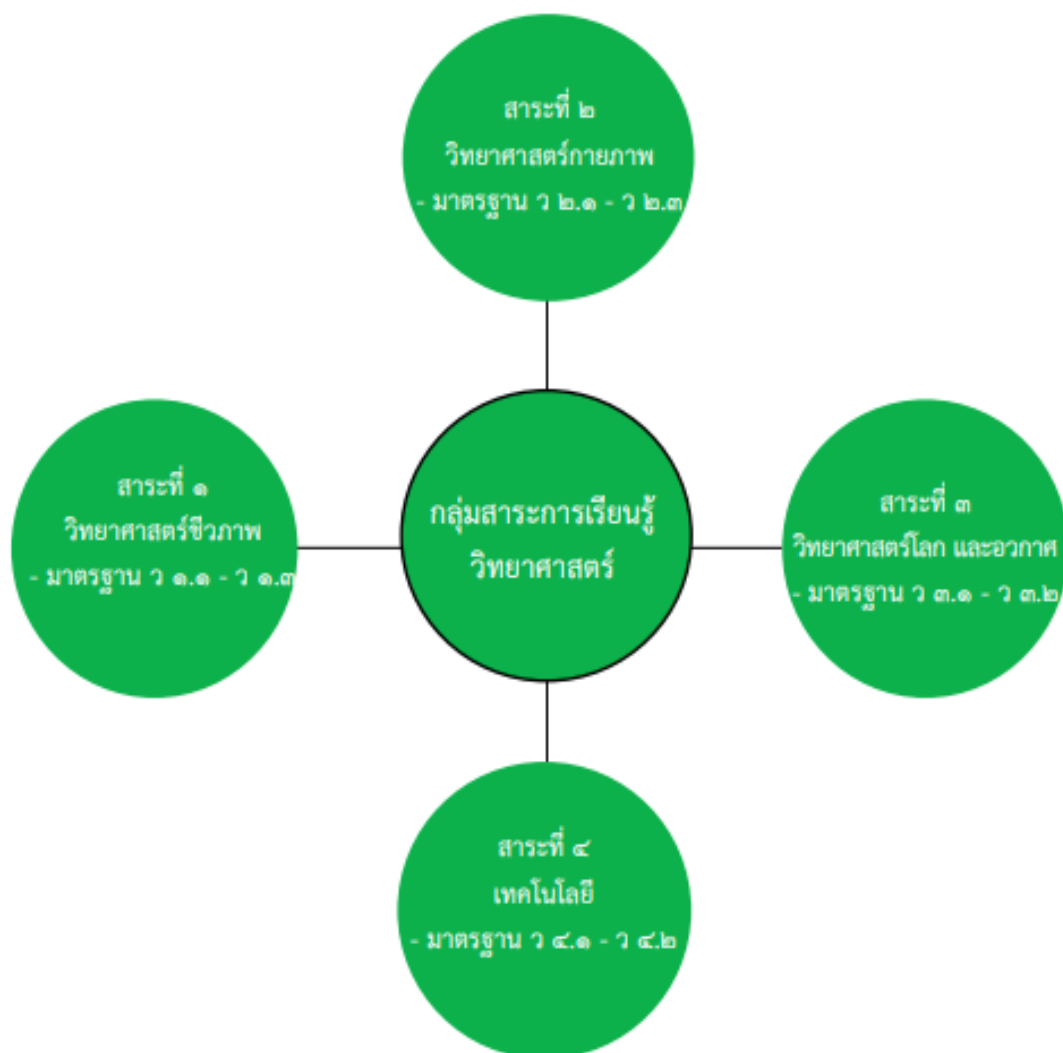 สาระที่ ๒
วิทยาศาสตร์กายภาพ
- มาตรฐาน ว ๒.๑ - ว ๒.๓
สาระที่ ๑
วิทยาศาสตร์ชีวภาพ
- มาตรฐาน ว ๑.๑ - ว ๑.๓
กลุ่มสาระการเรียนรู้
วิทยาศาสตร์
สาระที่ ๓
วิทยาศาสตร์โลก และอวกาศ
- มาตรฐาน ว ๓.๑ - ว ๓.๒
สาระที่ ๔
เทคโนโลยี
- มาตรฐาน ว ๔.๑ - ว ๔.๒